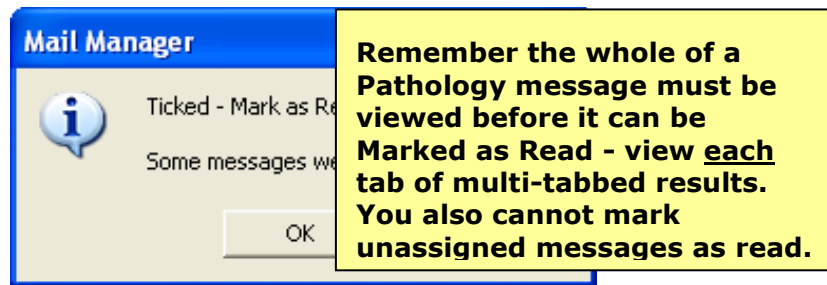 Mail Manager
Ticked - Mark as
Some messages
OK
Remember the whole of a
Pathology message must be
viewed before it can be
Marked as Read - view each
tab of multi-tabbed results.
You also cannot mark
unassigned messages as read.